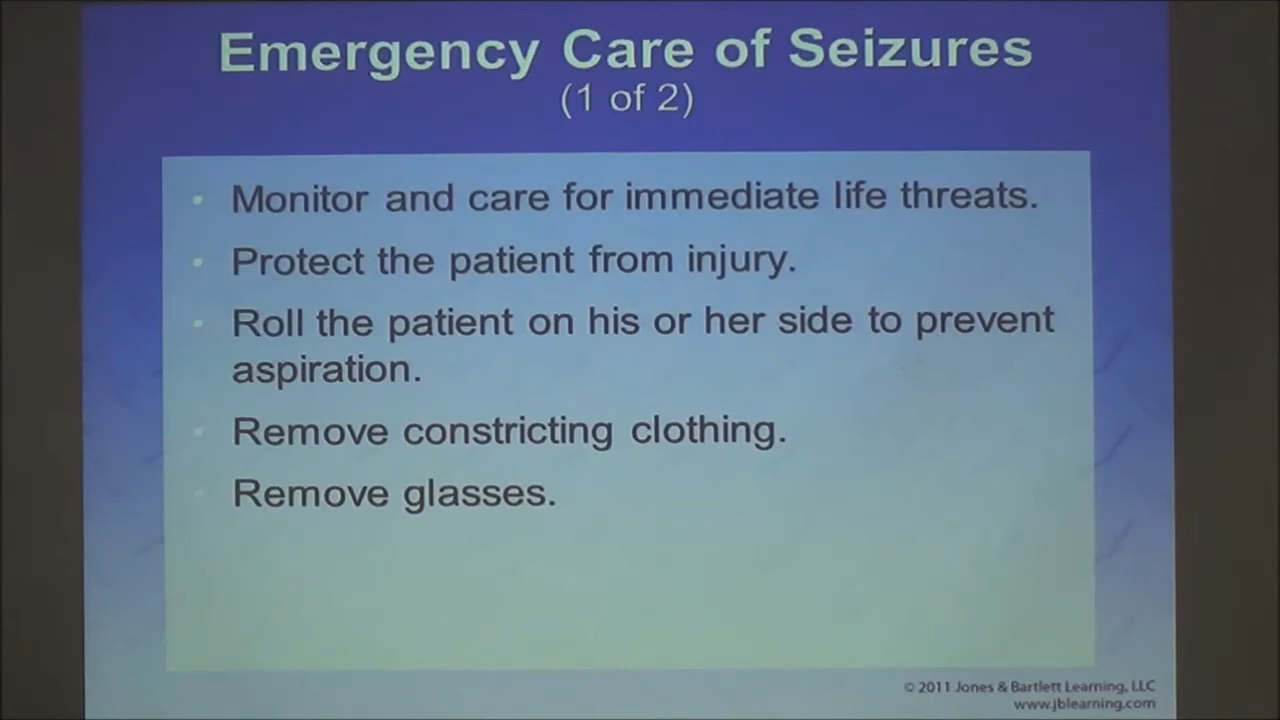 Emergency Care of Seizures
(1 of 2)
• Monitor and care for immediate life threats.
• Protect the patient from injury.
• Roll the patient on his or her side to prevent
aspiration.
• Remove constricting clothing.
• Remove glasses.
© 2011 Jones & Bartlett Learning, LLC
www.jblearning.com